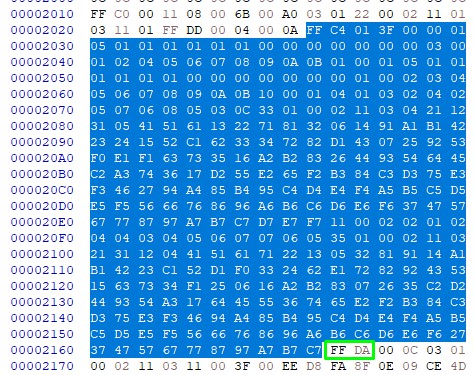 00002010 FF C0 00 11 08 00 6B 00 A0 03 01 22 00 02 11 01
00002020 03 11 01 FF DD 00 04 00 0A FF C4 01 3F 00 00 01
00002030 05 01 01 01 01 01 01 00 00 00 00 00 00 00 03 00
00002040 01 02 04 05 06 07 08 09 0A 0B 01 00 01 05 01 01
00002050 01 01 01 01 00 00 00 00 00 00 00 01 00 02 03 04
00002060 05 06 07 08 09 0A 0B 10 00 01 04 01 03 02 04 02
00002070 05 07 06 08 05 03 0C 33 01 00 02 11 03 04 21 12
00002080 31 05 41 51 61 13 22 71 81 32 06 14 91 A1 B1 42
00002090 23 24 15 52 C1 62 33 34 72 82 D1 43 07 25 92 53
000020A0 F0 E1 F1 63 73 35 16 A2 B2 83 26 44 93 54 64 45
000020B0 C2 A3 74 36 17 D2 55 E2 65 F2 B3 84 C3 D3 75 E3
000020C0 F3 46 27 94 A4 85 B4 95 C4 D4 E4 F4 A5 B5 C5 D5
000020D0 E5 F5 56 66 76 86 96 A6 B6 C6 D6 E6 F6 37 47 57
000020E0 67 77 87 97 A7 B7 C7 D7 E7 F7 11 00 02 02 01 02
000020F0 04 04 03 04 05 06 07 07 06 05 35 01 00 02 11 03
00002100 21 31 12 04 41 51 61 71 22 13 05 32 81 91 14 A1
00002110 B1 42 23 C1 52 D1 F0 33 24 62 E1 72 82 92 43 53
00002120 15 63 73 34 F1 25 06 16 A2 B2 83 07 26 35 C2 D2
00002130 44 93 54 A3 17 64 45 55 36 74 65 E2 F2 B3 84 C3
00002140 D3 75 E3 F3 46 94 A4 85 B4 95 C4 D4 E4 F4 A5 B5
00002150 C5 D5 E5 F5 56 66 76 86 96 A6 B6 C6 D6 E6 F6 27
00002160 37 47 57 67 77 87 97 A7 B7 C7 FF DA 00 0C 03 01
00002170 00 02 11 03 11 00 3F 00 EE D8 FA 8F 0E 09 CE 4D